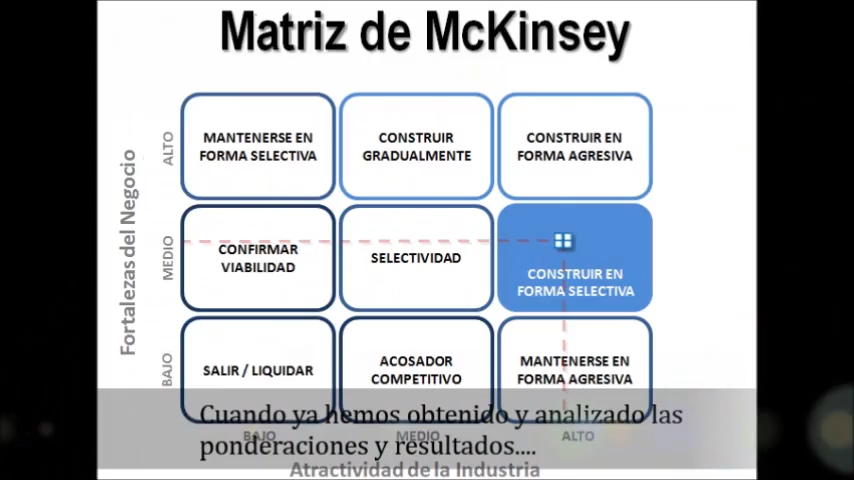 Matriz de McKinsey
Fortalezas del Negocio
ALTO
MANTENERSE EN
FORMA SELECTIVA
CONSTRUIR
GRADUALMENTE
CONSTRUIR EN
FORMA AGRESIVA
MEDIO
CONFIRMAR
VIABILIDAD
SELECTIVIDAD
CONSTRUIR EN
FORMA SELECTIVA
BAJO
SALIR / LIQUIDAR
ACOSADOR
COMPETITIVO
MANTENERSE EN
FORMA AGRESIVA
Cuando ya hemos obtenido y analizado las
ponderaciones y resultados....
BAJO
MEDIO
ALTO
Atractividad de la Industria